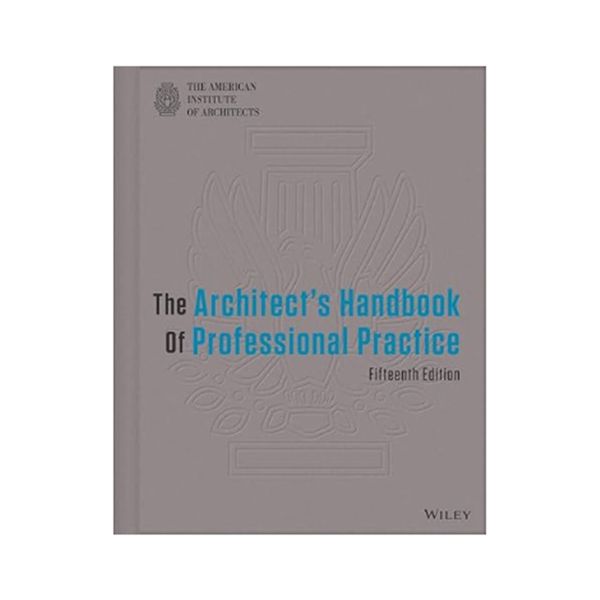 THE AMERICAN
INSTITUTE
OF ARCHITECTS
The Architect's Handbook
Of Professional Practice
Fifteenth Edition
WILEY